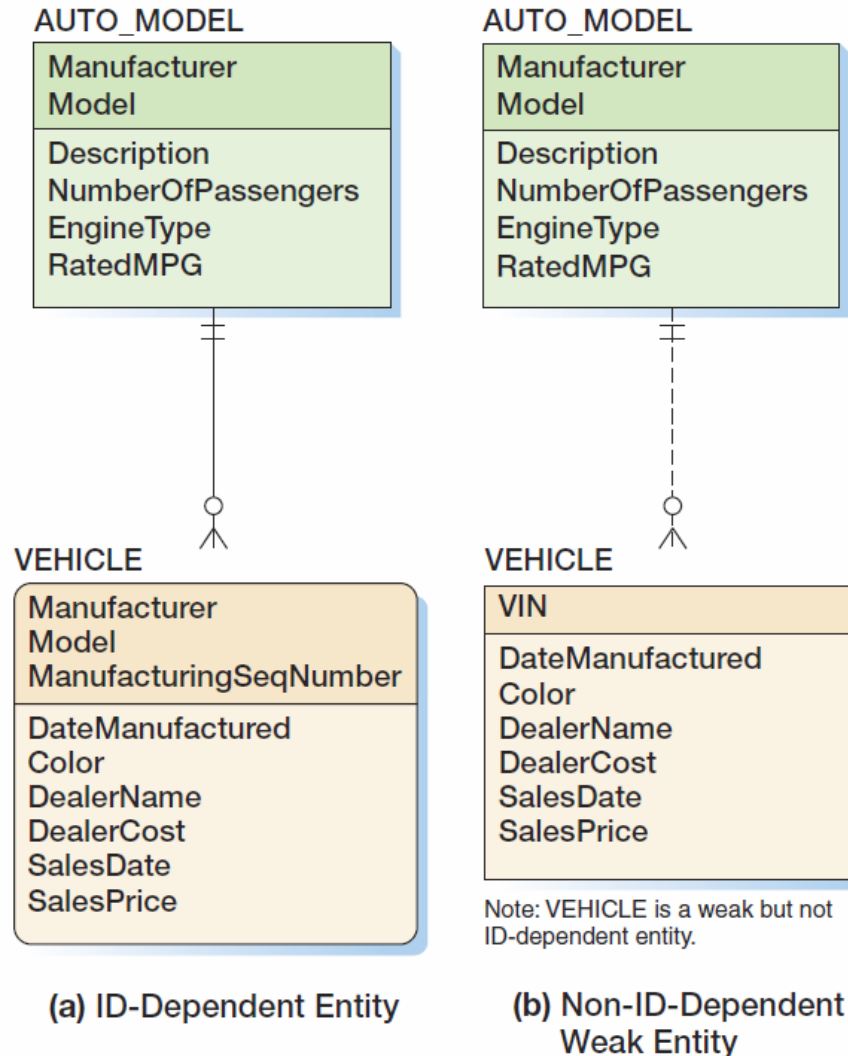 AUTO_MODEL
Manufacturer
Model
Description
NumberOfPassengers
EngineType
RatedMPG
VEHICLE
Manufacturer
Model
ManufacturingSeqNumber
DateManufactured
Color
DealerName
DealerCost
SalesDate
SalesPrice
(a) ID-Dependent Entity
AUTO_MODEL
Manufacturer
Model
Description
NumberOfPassengers
EngineType
RatedMPG
VEHICLE
VIN
DateManufactured
Color
DealerName
DealerCost
SalesDate
SalesPrice
Note: VEHICLE is a weak but not
ID-dependent entity.
(b) Non-ID-Dependent
Weak Entity